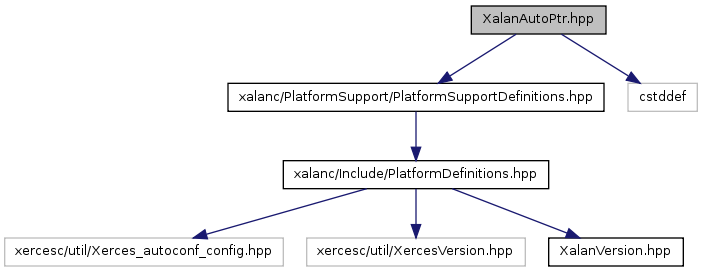 XalanAutoPtr.hpp
xalanc/PlatformSupport/PlatformSupportDefinitions.hpp
cstddef
xalanc/Include/PlatformDefinitions.hpp
xercesc/util/Xerces_autoconf_config.hpp
xercesc/util/XercesVersion.hpp
XalanVersion.hpp